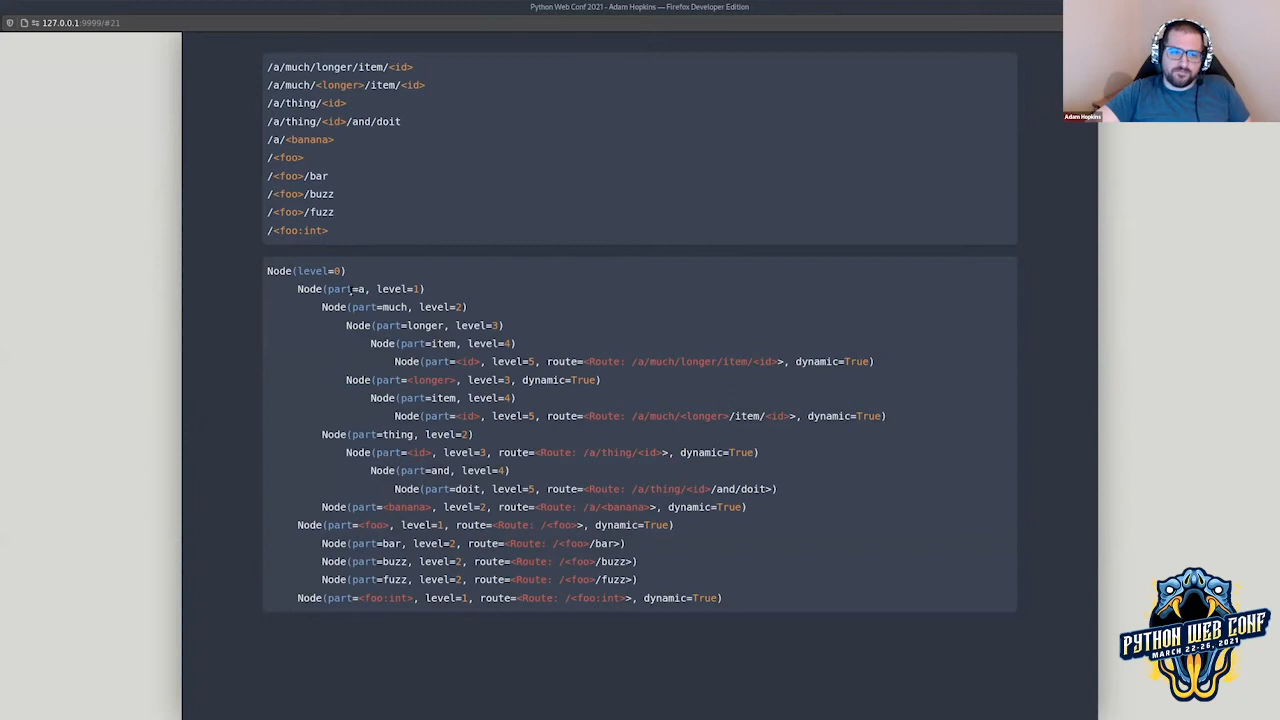 Python Web Conf 2021 - Adam Hopkins — Firefox Developer Edition
127.0.0.1:9999/#21
/a/much/longer/item/<id>
/a/much/<longer>/item/<id>
/a/thing/<id>
/a/thing/<id>/and/doit
/a/<banana>
/<foo>
/<foo>/bar
/<foo>/buzz
/<foo>/fuzz
/<foo:int>
Node(level=0)
Node(part=a, level=1)
Node(part=much, level=2)
Node(part=longer, level=3)
Node(part=item, level=4)
Node(part=<id>, level=5, route=<Route: /a/much/longer/item/<id>>, dynamic=True)
Node(part=<longer>, level=3, dynamic=True)
Node(part=item, level=4)
Node(part=<id>, level=5, route=<Route: /a/much/<longer>/item/<id>>, dynamic=True)
Node(part=thing, level=2)
Node(part=<id>, level=3, route=<Route: /a/thing/<id>>, dynamic=True)
Node(part=and, level=4)
Node(part=doit, level=5, route=<Route: /a/thing/<id>/and/doit>)
Node(part=<banana>, level=2, route=<Route: /a/<banana>>, dynamic=True)
Node(part=<foo>, level=1, route=<Route: /<foo>>, dynamic=True)
Node(part=bar, level=2, route=<Route: /<foo>/bar>)
Node(part=buzz, level=2, route=<Route: /<foo>/buzz>)
Node(part=fuzz, level=2, route=<Route: /<foo>/fuzz>)
Node(part=<foo:int>, level=1, route=<Route: /<foo:int>>, dynamic=True)
Adam Hopkins
PYTHON WEB CONF
MARCH 22-26, 2021